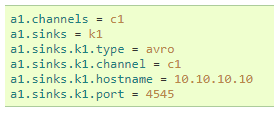 a1.channels = c1
a1.sinks = k1
a1.sinks.k1.type = avro
a1.sinks.k1.channel = c1
a1.sinks.k1.hostname = 10.10.10.10
a1.sinks.k1.port = 4545